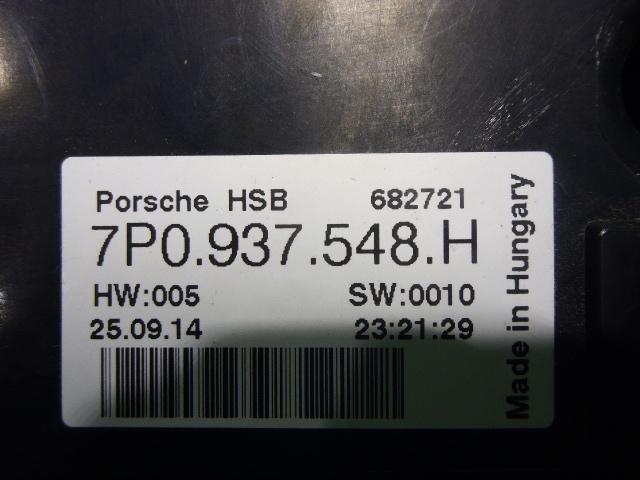 Porsche HSB 682721
7P0.937.548.H
HW:005 SW:0010
25.09.14 23:21:29
Made in Hungary